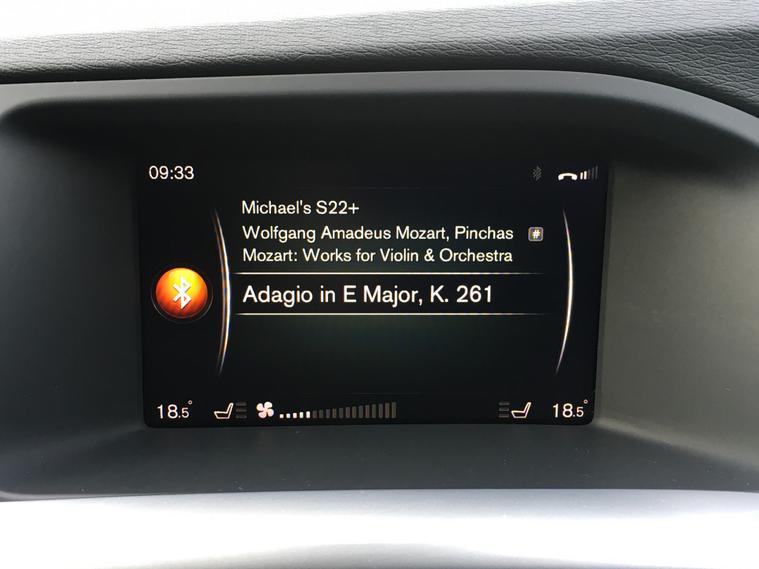 09:33
Michael's S22+
Wolfgang Amadeus Mozart, Pinchas #
Mozart: Works for Violin & Orchestra
Adagio in E Major, K. 261
18.5° 18.5°